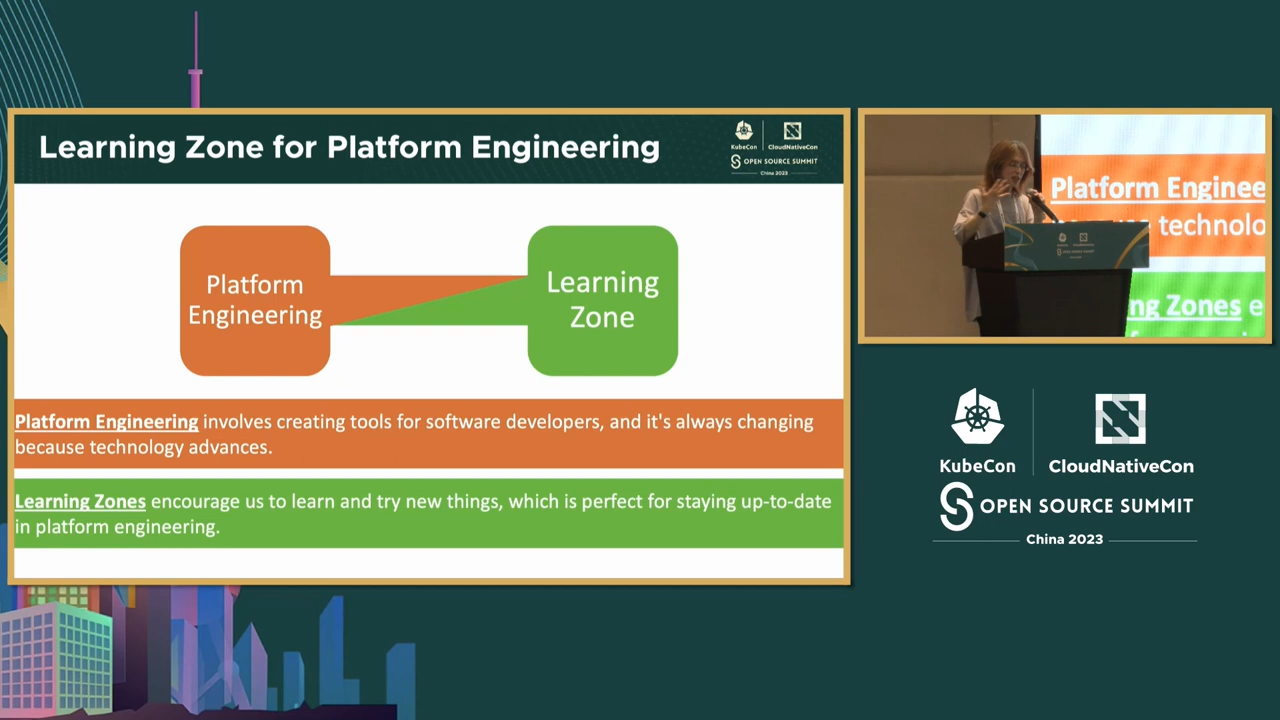 Learning Zone for Platform Engineering
KubeCon
CloudNativeCon
OPEN SOURCE SUMMIT
China 2023
Platform
Engineering
Learning
Zone
Platform Engineering involves creating tools for software developers, and it's always changing
because technology advances.
Learning Zones encourage us to learn and try new things, which is perfect for staying up-to-date
in platform engineering.
Platform Enginee
technolo
ng Zones e
KubeCon
CloudNativeCon
OPEN SOURCE SUMMIT
China 2023